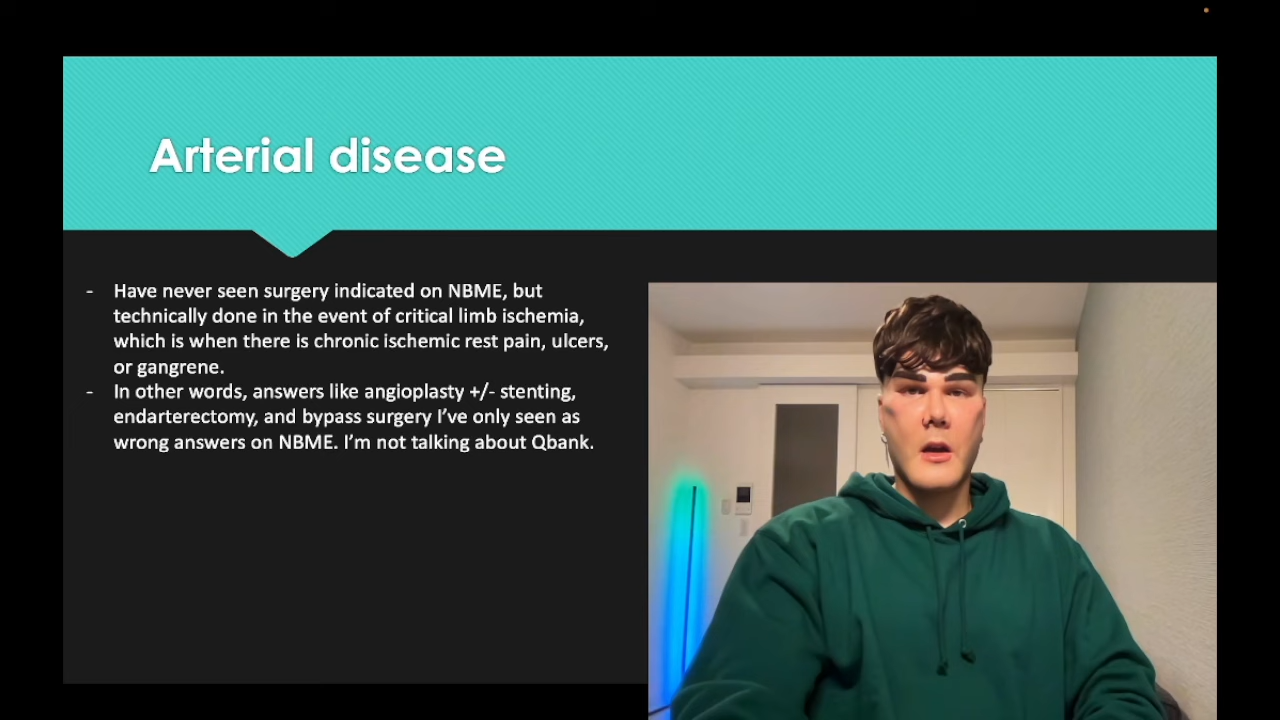 Arterial disease
- Have never seen surgery indicated on NBME, but
technically done in the event of critical limb ischemia,
which is when there is chronic ischemic rest pain, ulcers,
or gangrene.
- In other words, answers like angioplasty +/- stenting,
endarterectomy, and bypass surgery I’ve only seen as
wrong answers on NBME. I’m not talking about Qbank.